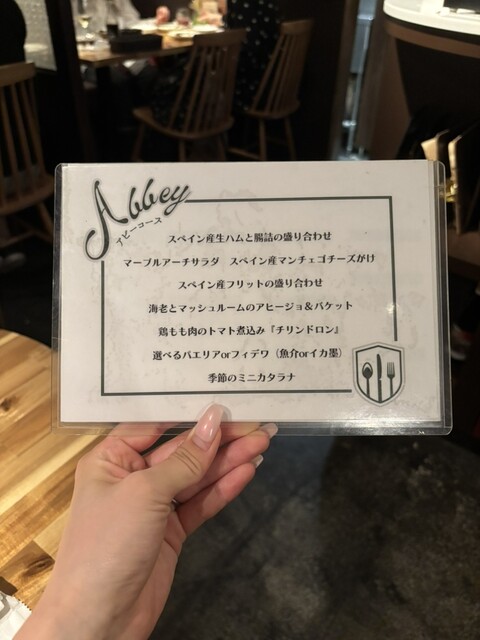 Abbey
アビーコース
スペイン産生ハムと腸詰の盛り合わせ
マーブルアーチサラダ スペイン産マンチェゴチーズがけ
スペイン産フリットの盛り合わせ
海老とマッシュルームのアヒージョ＆バケット
鶏もも肉のトマト煮込み『チリンドロン』
選べるパエリアorフィデワ（魚介orイカ墨）
季節のミニカタラナ